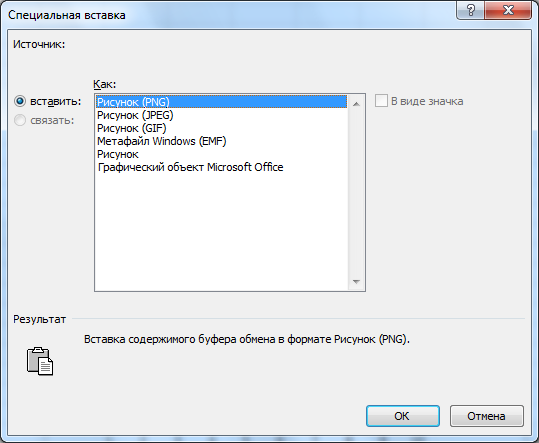 Специальная вставка
Источник:
Как:
вставить:
связать:
Рисунок (PNG)
Рисунок (JPEG)
Рисунок (GIF)
Метафайл Windows (EMF)
Рисунок
Графический объект Microsoft Office
В виде значка
Результат
Вставка содержимого буфера обмена в формате Рисунок (PNG).
ОК
Отмена